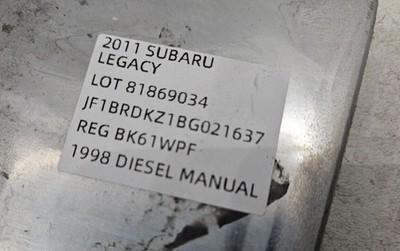 2011 SUBARU
LEGACY
LOT 81869034
JF1BRDKZ1BG021637
REG BK61WPF
1998 DIESEL MANUAL